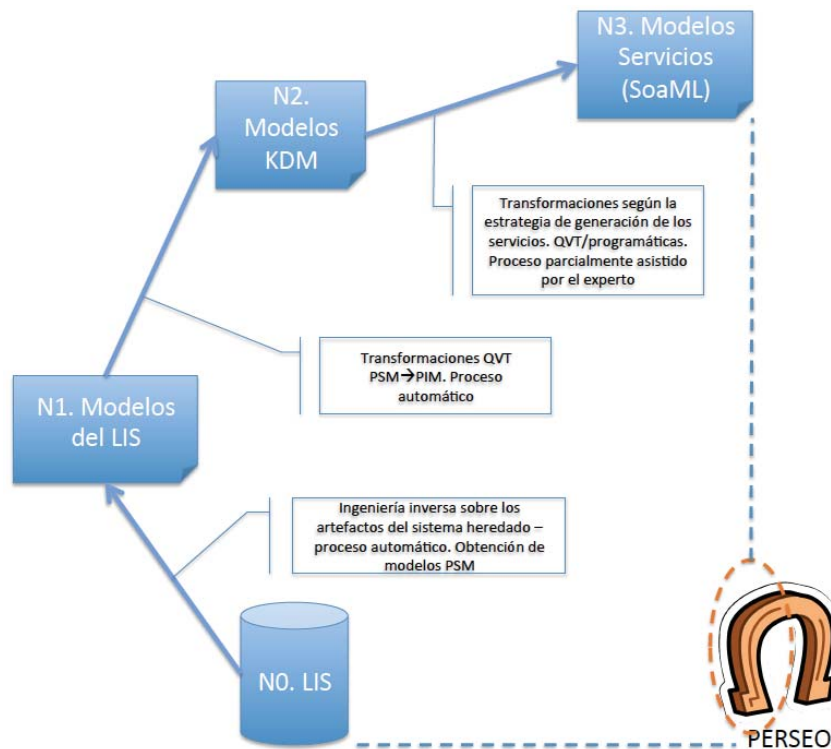 N3. Modelos
Servicios
(SoaML)
N2.
Modelos
KDM
Transformaciones según la
estrategia de generación de los
servicios. QVT/programáticas.
Proceso parcialmente asistido
por el experto
Transformaciones QVT
PSM→PIM. Proceso
automático
N1. Modelos
del LIS
Ingeniería inversa sobre los
artefactos del sistema heredado –
proceso automático. Obtención de
modelos PSM
N0. LIS
PERSEO